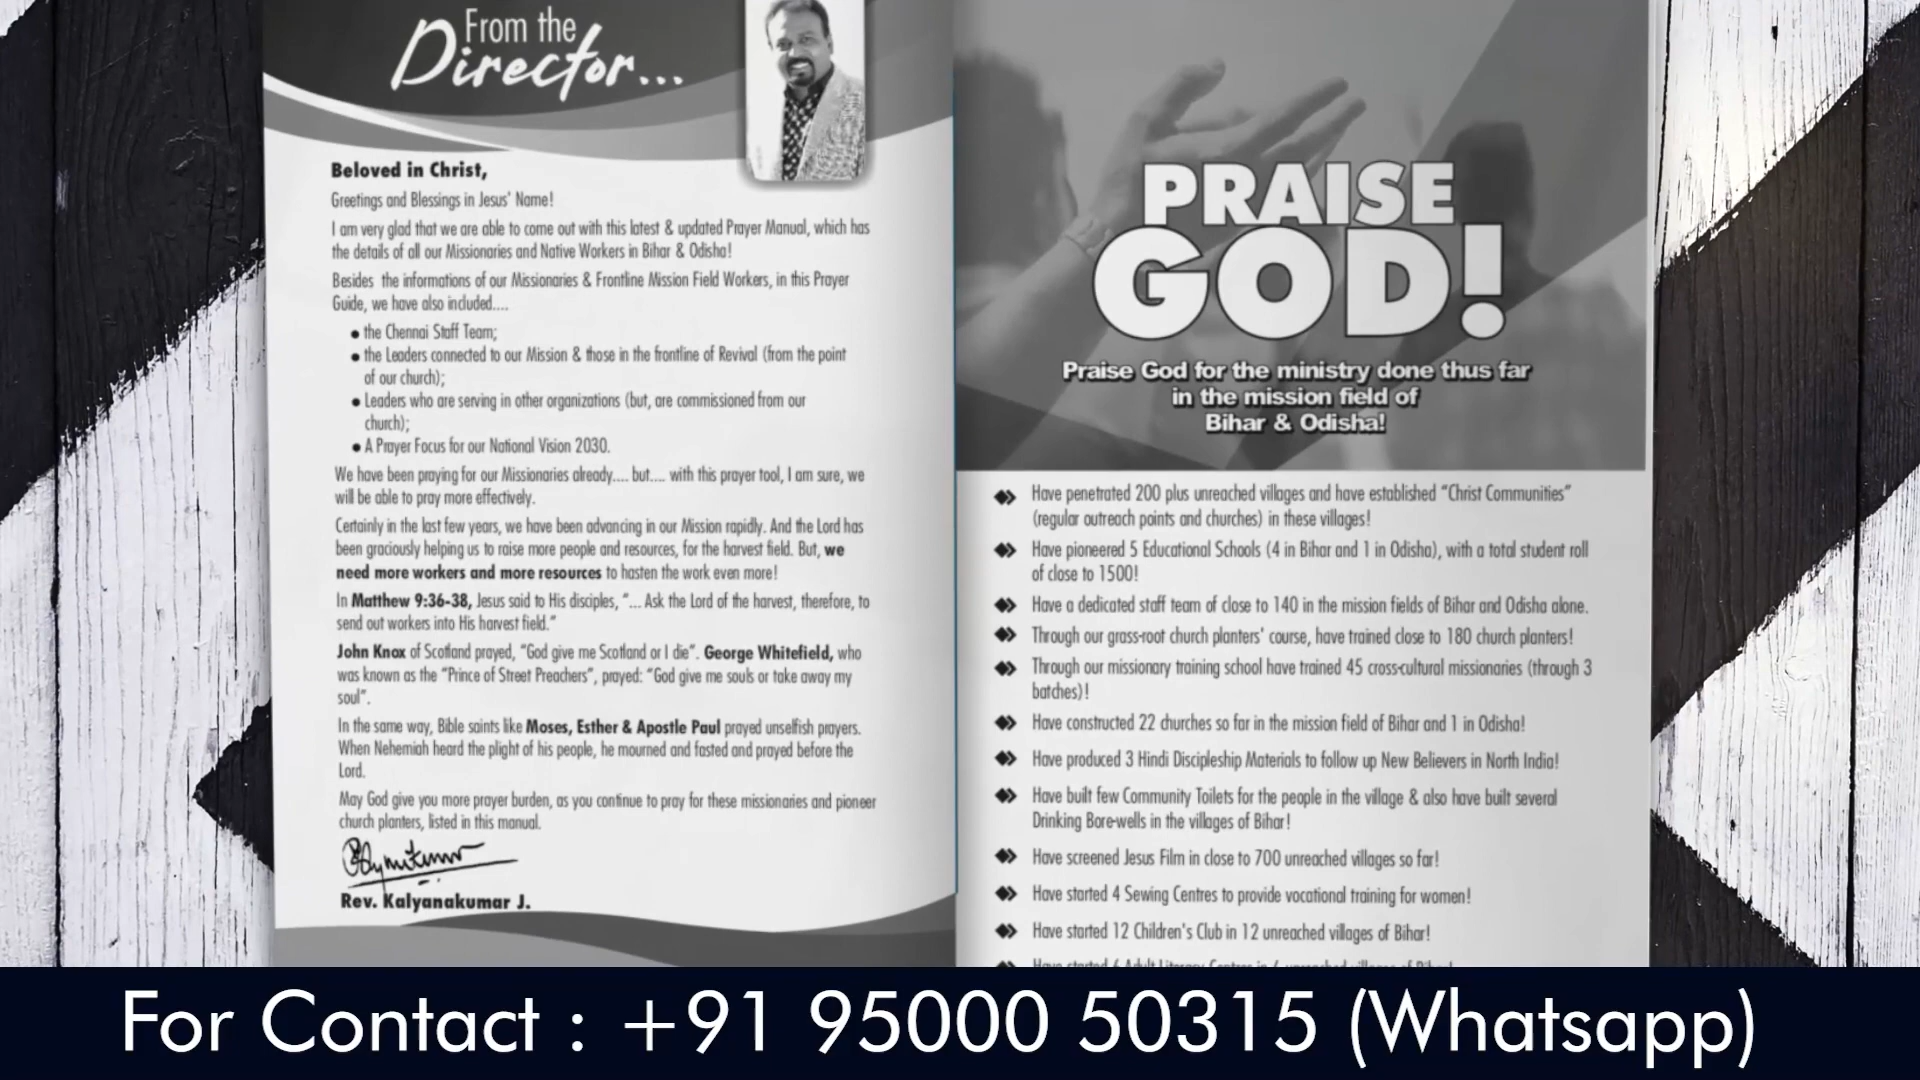 From the
Director...
Beloved in Christ,
Greetings and Blessings in Jesus' Name!
I am very glad that we are able to come out with this latest & updated Prayer Manual, which has
the details of all our Missionaries and Native Workers in Bihar & Odisha!
Besides the informations of our Missionaries & Frontline Mission Field Workers, in this Prayer
Guide, we have also included....
● the Chennai Staff Team;
● the Leaders connected to our Mission & those in the frontline of Revival (from the point
of our church);
● Leaders who are serving in other organizations (but, are commissioned from our
church);
● A Prayer Focus for our National Vision 2030.
We have been praying for our Missionaries already.... but.... with this prayer tool, I am sure, we
will be able to pray more effectively.
Certainly in the last few years, we have been advancing in our Mission rapidly. And the Lord has
been graciously helping us to raise more people and resources, for the harvest field. But, we
need more workers and more resources to hasten the work even more!
In Matthew 9:36-38, Jesus said to His disciples, "... Ask the Lord of the harvest, therefore, to
send out workers into His harvest field."
John Knox of Scotland prayed, "God give me Scotland or I die". George Whitefield, who
was known as the "Prince of Street Preachers", prayed: "God give me souls or take away my
soul".
In the same way, Bible saints like Moses, Esther & Apostle Paul prayed unselfish prayers.
When Nehemiah heard the plight of his people, he mourned and fasted and prayed before the
Lord.
May God give you more prayer burden, as you continue to pray for these missionaries and pioneer
church planters, listed in this manual.
Rev. Kalyanakumar J.
PRAISE
GOD!
Praise God for the ministry done thus far
in the mission field of
Bihar & Odisha!
Have penetrated 200 plus unreached villages and have established "Christ Communities"
(regular outreach points and churches) in these villages!
Have pioneered 5 Educational Schools (4 in Bihar and 1 in Odisha), with a total student roll
of close to 1500!
Have a dedicated staff team of close to 140 in the mission fields of Bihar and Odisha alone.
Through our grass-root church planters' course, have trained close to 180 church planters!
Through our missionary training school have trained 45 cross-cultural missionaries (through 3
batches)!
Have constructed 22 churches so far in the mission field of Bihar and 1 in Odisha!
Have produced 3 Hindi Discipleship Materials to follow up New Believers in North India!
Have built few Community Toilets for the people in the village & also have built several
Drinking Bore-wells in the villages of Bihar!
Have screened Jesus Film in close to 700 unreached villages so far!
Have started 4 Sewing Centres to provide vocational training for women!
Have started 12 Children's Club in 12 unreached villages of Bihar!
Have started 6 Adult Literacy Centres in 6 unreached villages of Bihar!
For Contact : +91 95000 50315 (Whatsapp)